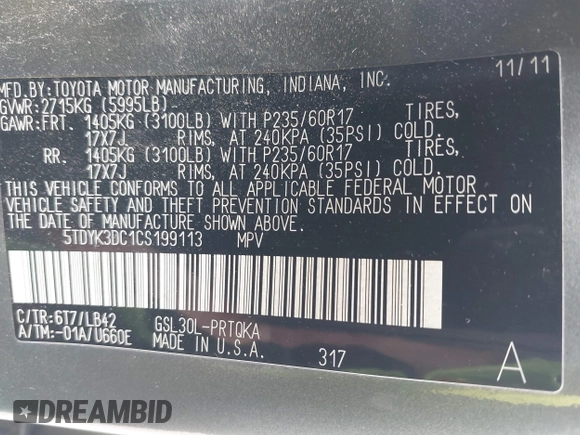 MFD.BY:TOYOTA MOTOR MANUFACTURING, INDIANA, INC. 11/11
GVWR:2715KG (5995LB)
GAWR:FRT. 1405KG (3100LB) WITH P235/60R17 TIRES,
17X7J RIMS, AT 240KPA (35PSI) COLD.
RR. 1405KG (3100LB) WITH P235/60R17 TIRES,
17X7J RIMS, AT 240KPA (35PSI) COLD.
THIS VEHICLE CONFORMS TO ALL APPLICABLE FEDERAL MOTOR
VEHICLE SAFETY AND THEFT PREVENTION STANDARDS IN EFFECT ON
THE DATE OF MANUFACTURE SHOWN ABOVE.
5TDYK3DC1CS199113 MPV
C/TR:6T7/LB42 GSL30L-PRTQKA
A/TM:-01A/U660E MADE IN U.S.A. 317 A
DREAMBID